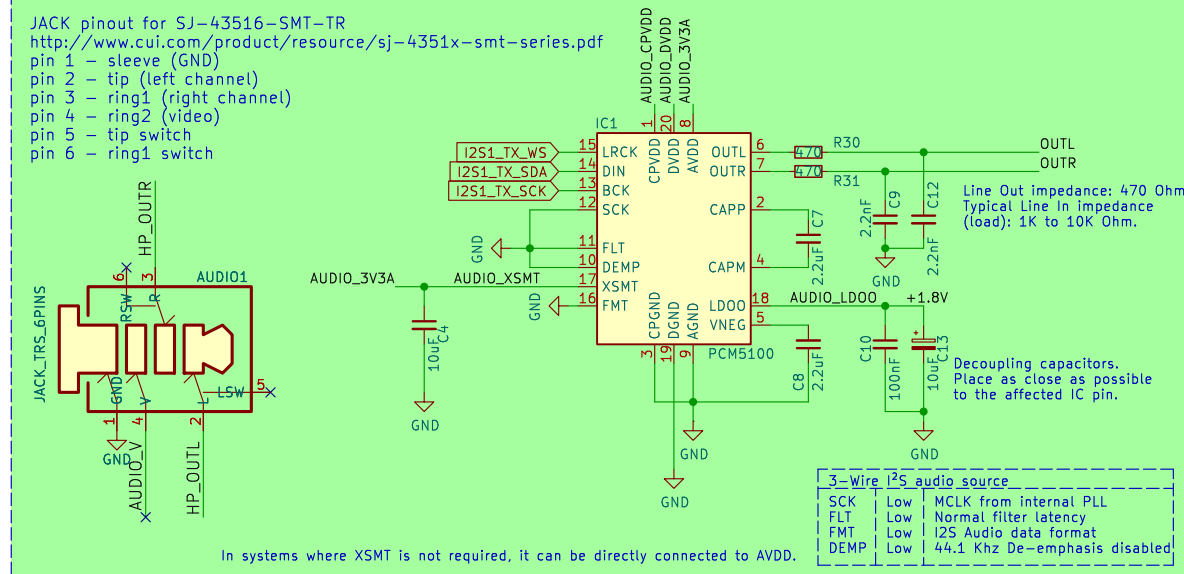 JACK pinout for SJ-43516-SMT-TR
http://www.cui.com/product/resource/sj-4351x-smt-series.pdf
pin 1 - sleeve (GND)
pin 2 - tip (left channel)
pin 3 - ring1 (right channel)
pin 4 - ring2 (video)
pin 5 - tip switch
pin 6 - ring1 switch
HP_OUTR
6
3
AUDIO1
RSW
R
JACK_TRS_6PINS
GND
V
L
LSW
5
1
4
2
GND
AUDIO_V
HP_OUTL
AUDIO_3V3A
AUDIO_XSMT
C4
10uF
GND
AUDIO_CPVDD
AUDIO_DVDD
AUDIO_3V3A
1
20
8
IC1
I2S1_TX_WS
I2S1_TX_SDA
I2S1_TX_SCK
15
14
13
12
11
10
17
16
GND
GND
LRCK
DIN
BCK
SCK
FLT
DEMP
XSMT
FMT
CPVDD
DVDD
AVDD
OUTL
OUTR
CAPP
CAPM
LDOO
VNEG
CPGND
DGND
AGND
PCM5100
3
19
9
6
7
2
4
18
5
470
R30
470
R31
OUTL
OUTR
C7
2.2uF
C9
2.2nF
C12
2.2nF
GND
Line Out impedance: 470 Ohm
Typical Line In impedance
(load): 1K to 10K Ohm.
AUDIO_LDOO
+1.8V
C8
2.2uF
C10
100nF
+
C13
10uF
GND
GND
GND
Decoupling capacitors.
Place as close as possible
to the affected IC pin.
3-Wire I²S audio source
SCK Low MCLK from internal PLL
FLT Low Normal filter latency
FMT Low I2S Audio data format
DEMP Low 44.1 Khz De-emphasis disabled
In systems where XSMT is not required, it can be directly connected to AVDD.